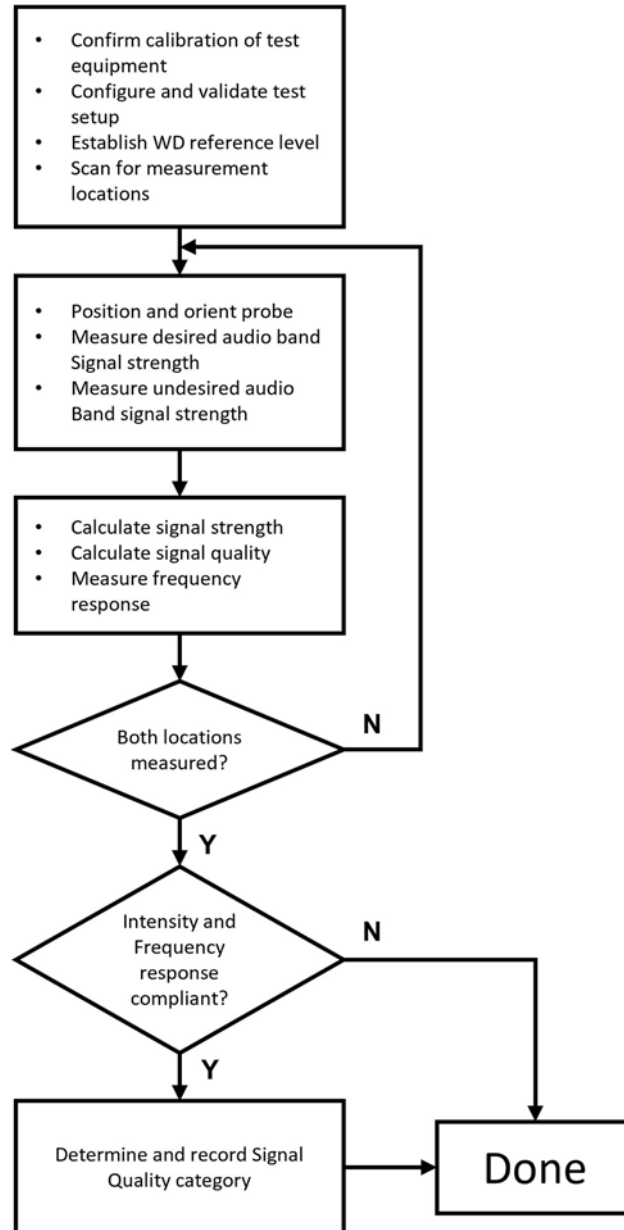 • Confirm calibration of test
equipment
• Configure and validate test
setup
• Establish WD reference level
• Scan for measurement
locations
• Position and orient probe
• Measure desired audio band
Signal strength
• Measure undesired audio
Band signal strength
• Calculate signal strength
• Calculate signal quality
• Measure frequency
response
Both locations
measured?
N
Y
Intensity and
Frequency
response
compliant?
N
Y
Determine and record Signal
Quality category
Done